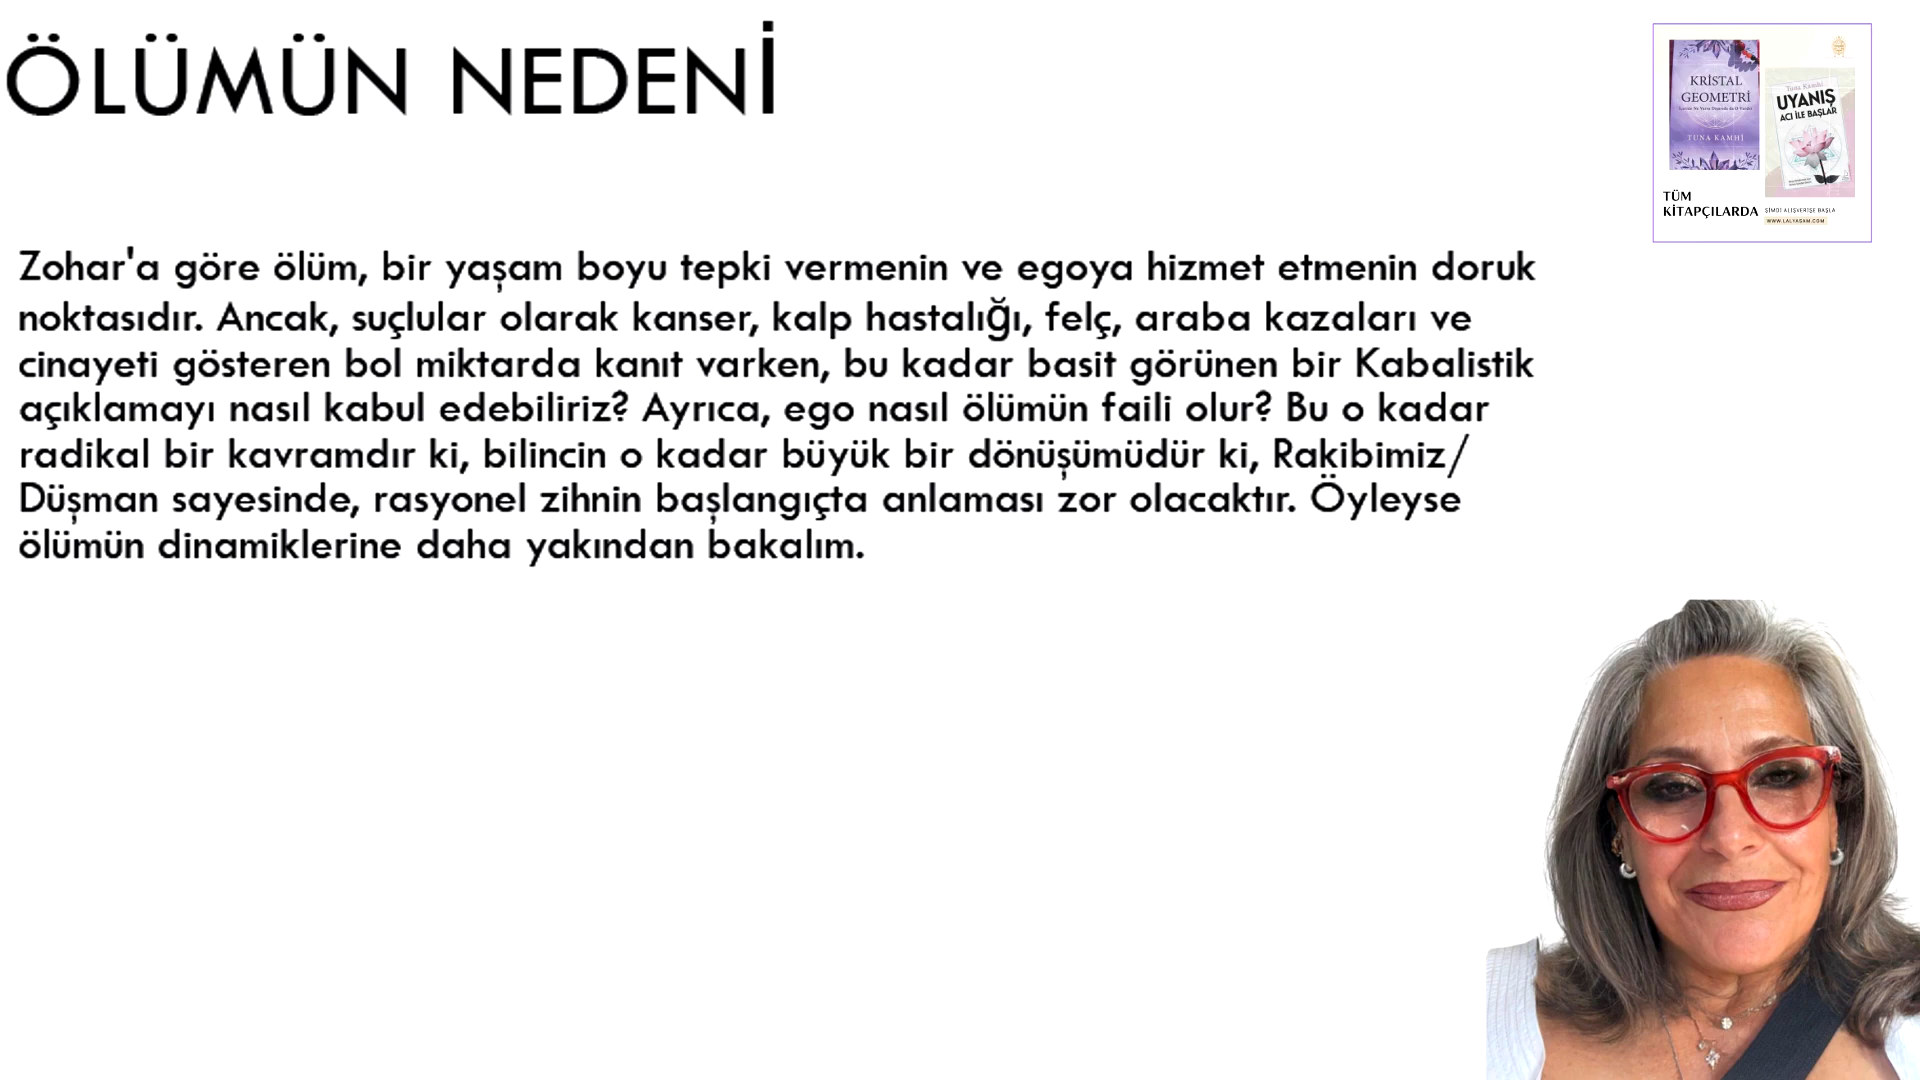 ÖLÜMÜN NEDENİ
Zohar'a göre ölüm, bir yaşam boyu tepki vermenin ve egoya hizmet etmenin doruk
noktasıdır. Ancak, suçlular olarak kanser, kalp hastalığı, felç, araba kazaları ve
cinayeti gösteren bol miktarda kanıt varken, bu kadar basit görünen bir Kabalistik
açıklamayı nasıl kabul edebiliriz? Ayrıca, ego nasıl ölümün faili olur? Bu o kadar
radikal bir kavramdır ki, bilincin o kadar büyük bir dönüşümüdür ki, Rakibimiz/
Düşman sayesinde, rasyonel zihnin başlangıçta anlaması zor olacaktır. Öyleyse
ölümün dinamiklerine daha yakından bakalım.
KRİSTAL
GEOMETRİ
TUNA KAMHİ
Tuna Kamhi
UYANIŞ
ACI İLE BAŞLAR
TÜM
KİTAPÇILARDA
ŞİMDİ ALIŞVERİŞE BAŞLA
WWW.LALYASAM.COM